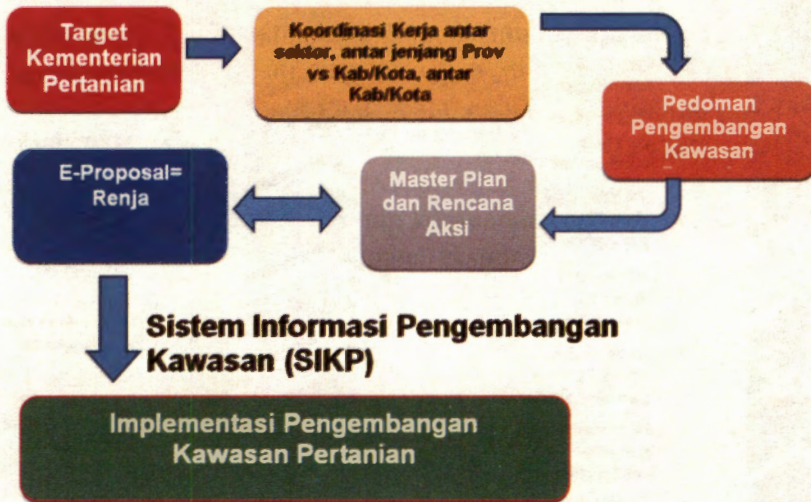 Target
Kementerian
Pertanian
Koordinasi Kerja antar
sektor, antar jenjang Prov
vs Kab/Kota, antar
Kab/Kota
Pedoman
Pengembangan
Kawasan
E-Proposal=
Renja
Master Plan
dan Rencana
Aksi
Sistem Informasi Pengembangan
Kawasan (SIKP)
Implementasi Pengembangan
Kawasan Pertanian